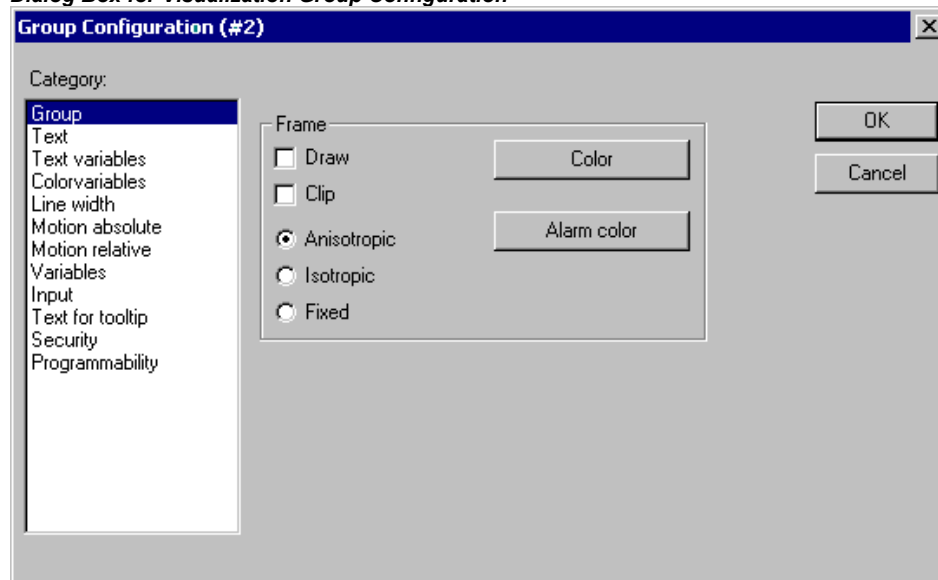 Dialog Box for Visualization Group Configuration
Group Configuration (#2)
Category:
Group
Text
Text variables
Colorvariables
Line width
Motion absolute
Motion relative
Variables
Input
Text for tooltip
Security
Programmability
Frame
Draw
Clip
Anisotropic
Isotropic
Fixed
Color
Alarm color
OK
Cancel